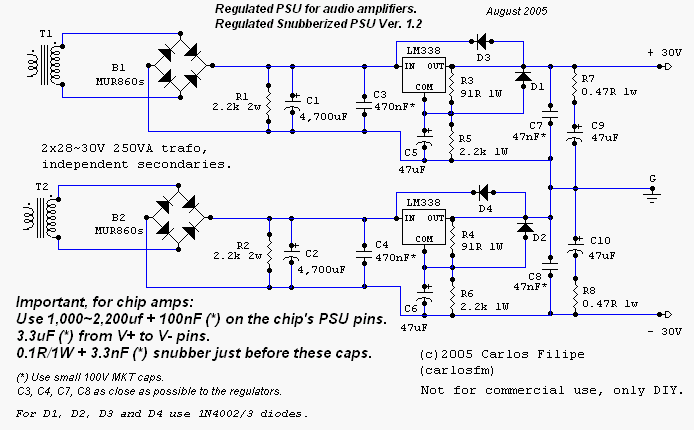 Regulated PSU for audio amplifiers.
Regulated Snubberized PSU Ver. 1.2
August 2005
T1
B1
MUR860s
R1
2.2k 2w
C1
4,700uF
C3
470nF*
LM338
IN OUT
COM
D3
D1
R3
91R 1W
R5
2.2k 1W
C5
47uF
C7
47nF*
R7
0.47R 1w
C9
47uF
+ 30V
2x28~30V 250VA trafo,
independent secondaries.
G
T2
B2
MUR860s
R2
2.2k 2w
C2
4,700uF
C4
470nF*
LM338
IN OUT
COM
D4
D2
R4
91R 1W
R6
2.2k 1W
C6
47uF
C8
47nF*
C10
47uF
R8
0.47R 1w
- 30V
Important, for chip amps:
Use 1,000~2,200uf + 100nF (*) on the chip's PSU pins.
3.3uF (*) from V+ to V- pins.
0.1R/1W + 3.3nF (*) snubber just before these caps.
(*) Use small 100V MKT caps.
C3, C4, C7, C8 as close as possible to the regulators.
For D1, D2, D3 and D4 use 1N4002/3 diodes.
(c)2005 Carlos Filipe
(carlosfm)
Not for commercial use, only DIY.